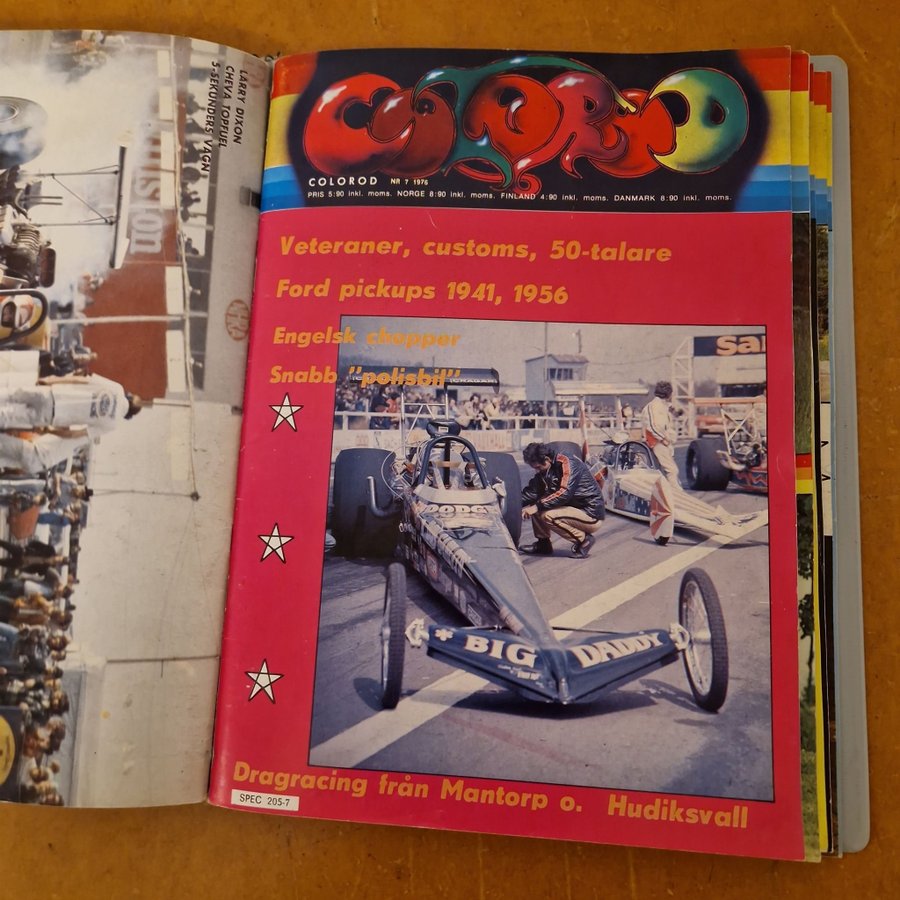 LARRY DIXON
CHEVA TOPFUEL
5-SEKUNDERS VAGN
COLOROD
COLOROD NR 7 1976
PRIS 5:90 inkl. moms. NORGE 8:90 inkl. moms. FINLAND 4:90 inkl. moms. DANMARK 8:90 inkl. moms.
Veteraner, customs, 50-talare
Ford pickups 1941, 1956
Engelsk chopper
Snabb "polisbil"
DODGE
* BIG DADDY
Dragracing från Mantorp o. Hudiksvall
SPEC 205-7